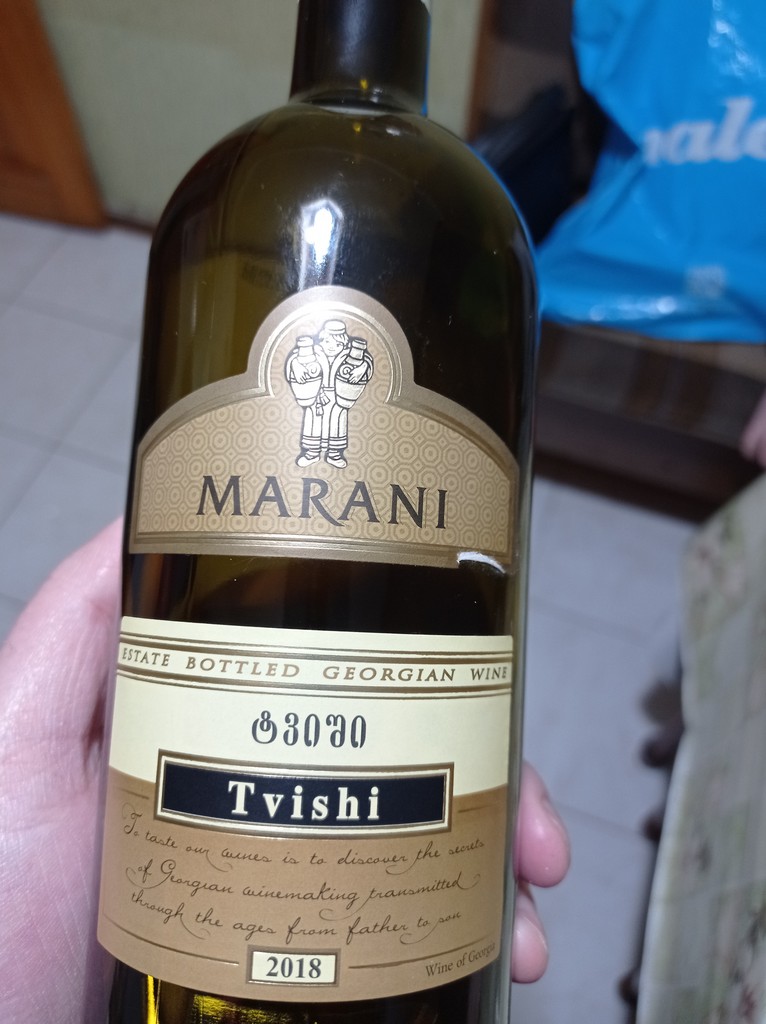 MARANI
ESTATE BOTTLED GEORGIAN WINE
ტვიში
Tvishi
To taste our wines is to discover the secrets
of Georgian winemaking transmitted
through the ages from father to son
2018
Wine of Georgia